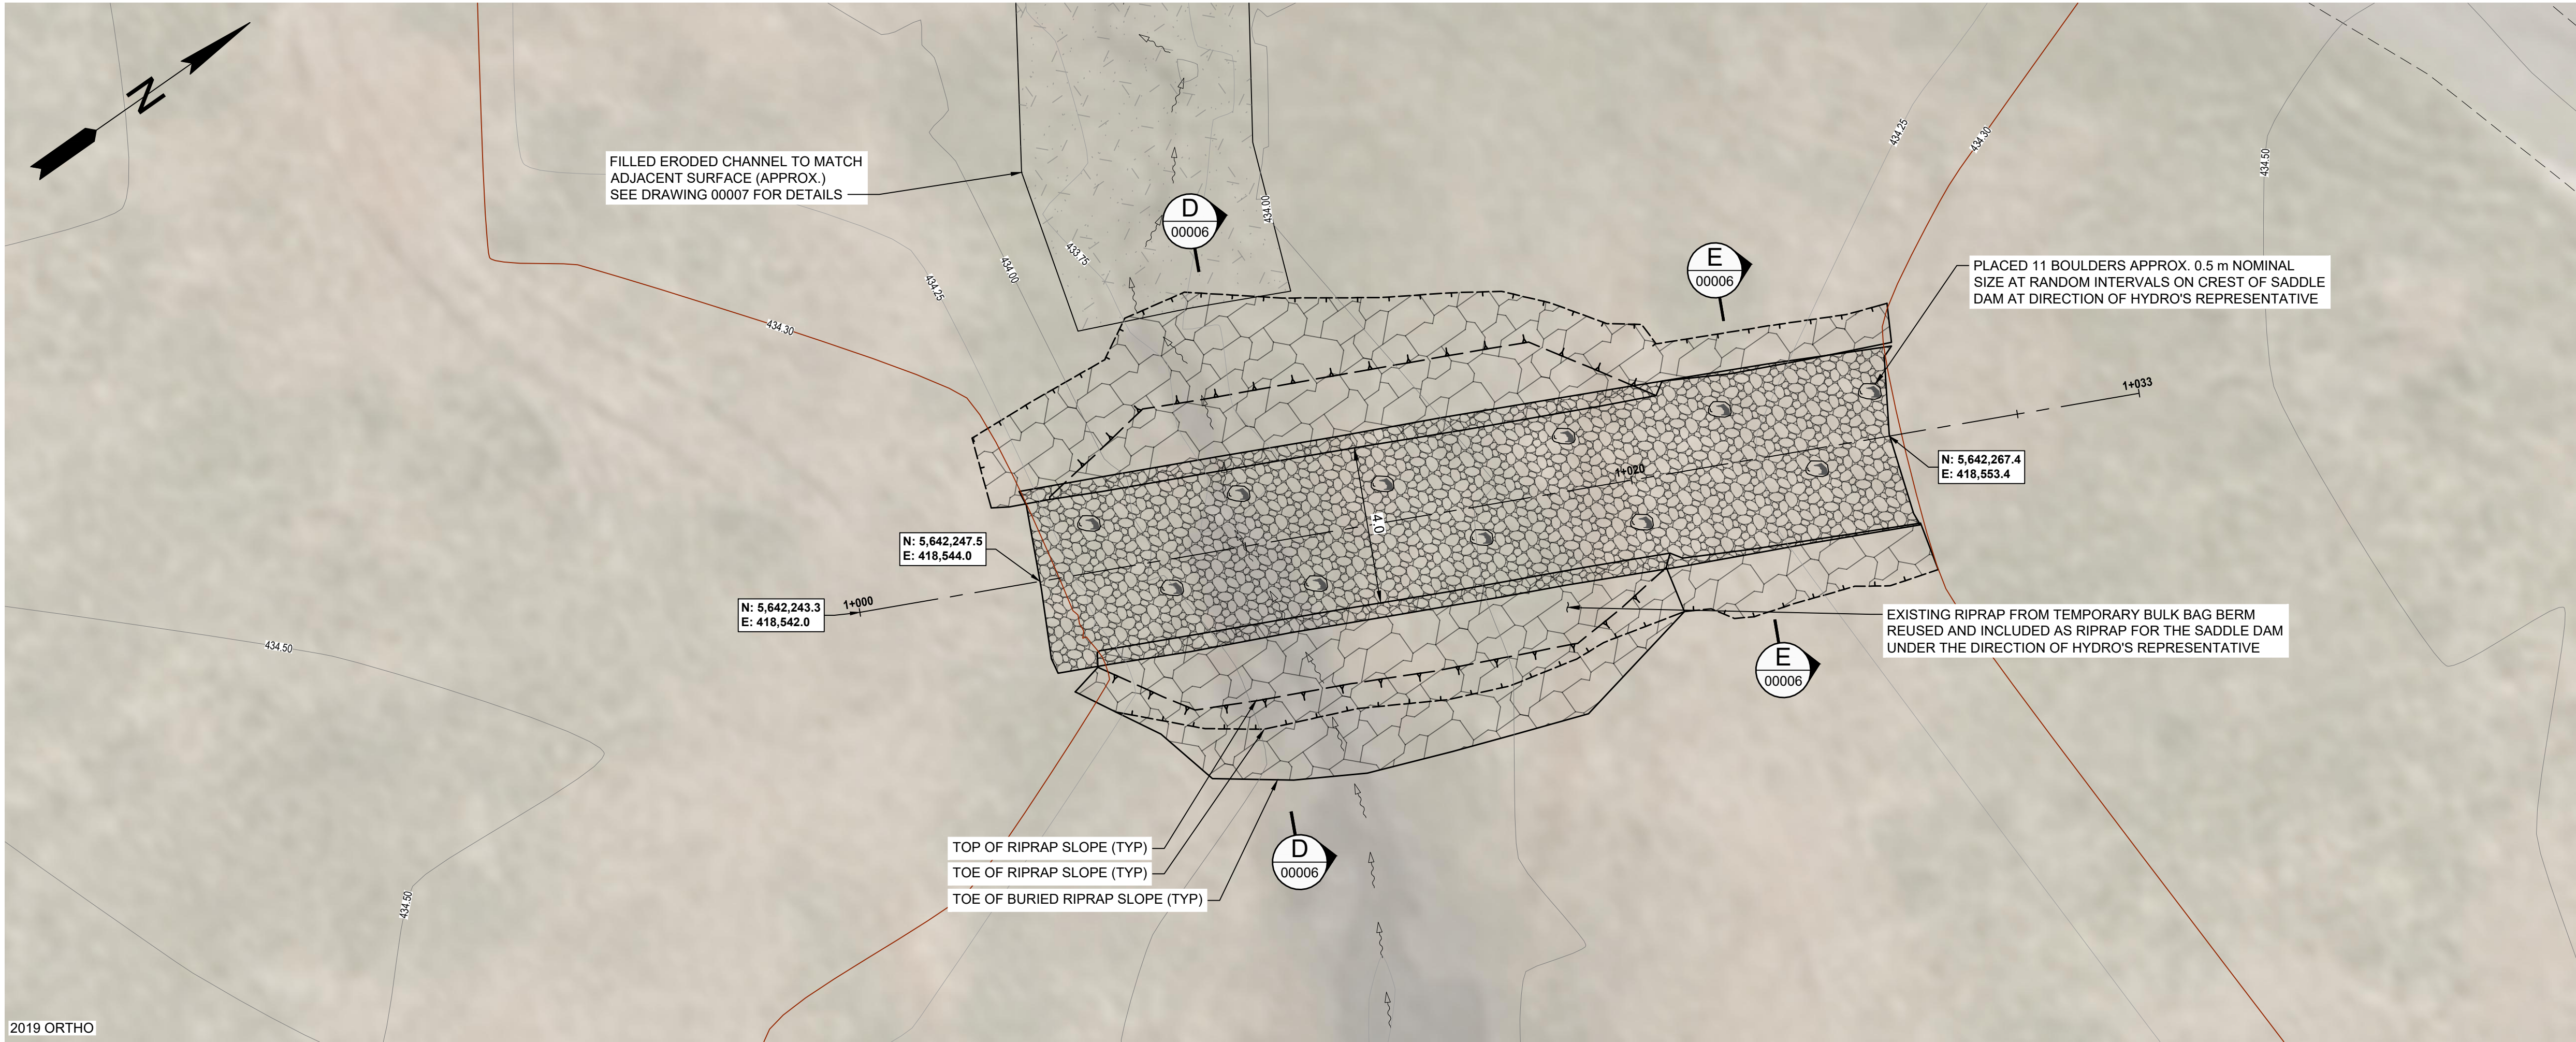 N
FILLED ERODED CHANNEL TO MATCH
ADJACENT SURFACE (APPROX.)
SEE DRAWING 00007 FOR DETAILS
D
00006
434.00
433.75
434.00
434.25
434.30
E
00006
434.25
434.30
434.50
PLACED 11 BOULDERS APPROX. 0.5 m NOMINAL
SIZE AT RANDOM INTERVALS ON CREST OF SADDLE
DAM AT DIRECTION OF HYDRO'S REPRESENTATIVE
1+033
N: 5,642,267.4
E: 418,553.4
1+020
4.0
N: 5,642,247.5
E: 418,544.0
1+000
N: 5,642,243.3
E: 418,542.0
EXISTING RIPRAP FROM TEMPORARY BULK BAG BERM
REUSED AND INCLUDED AS RIPRAP FOR THE SADDLE DAM
UNDER THE DIRECTION OF HYDRO'S REPRESENTATIVE
E
00006
434.50
434.50
TOP OF RIPRAP SLOPE (TYP)
TOE OF RIPRAP SLOPE (TYP)
TOE OF BURIED RIPRAP SLOPE (TYP)
D
00006
2019 ORTHO